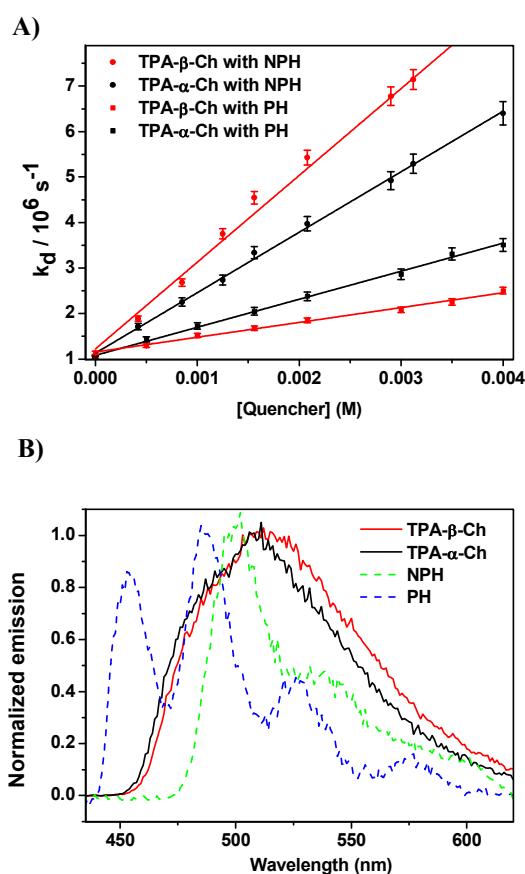 A)
TPA-β-Ch with NPH
TPA-α-Ch with NPH
TPA-β-Ch with PH
TPA-α-Ch with PH
7
6
5
4
3
2
1
k_d / 10^6 s^-1
0.000 0.001 0.002 0.003 0.004
[Quencher] (M)
B)
TPA-β-Ch
TPA-α-Ch
NPH
PH
1.0
0.8
0.6
0.4
0.2
0.0
Normalized emission
450 500 550 600
Wavelength (nm)